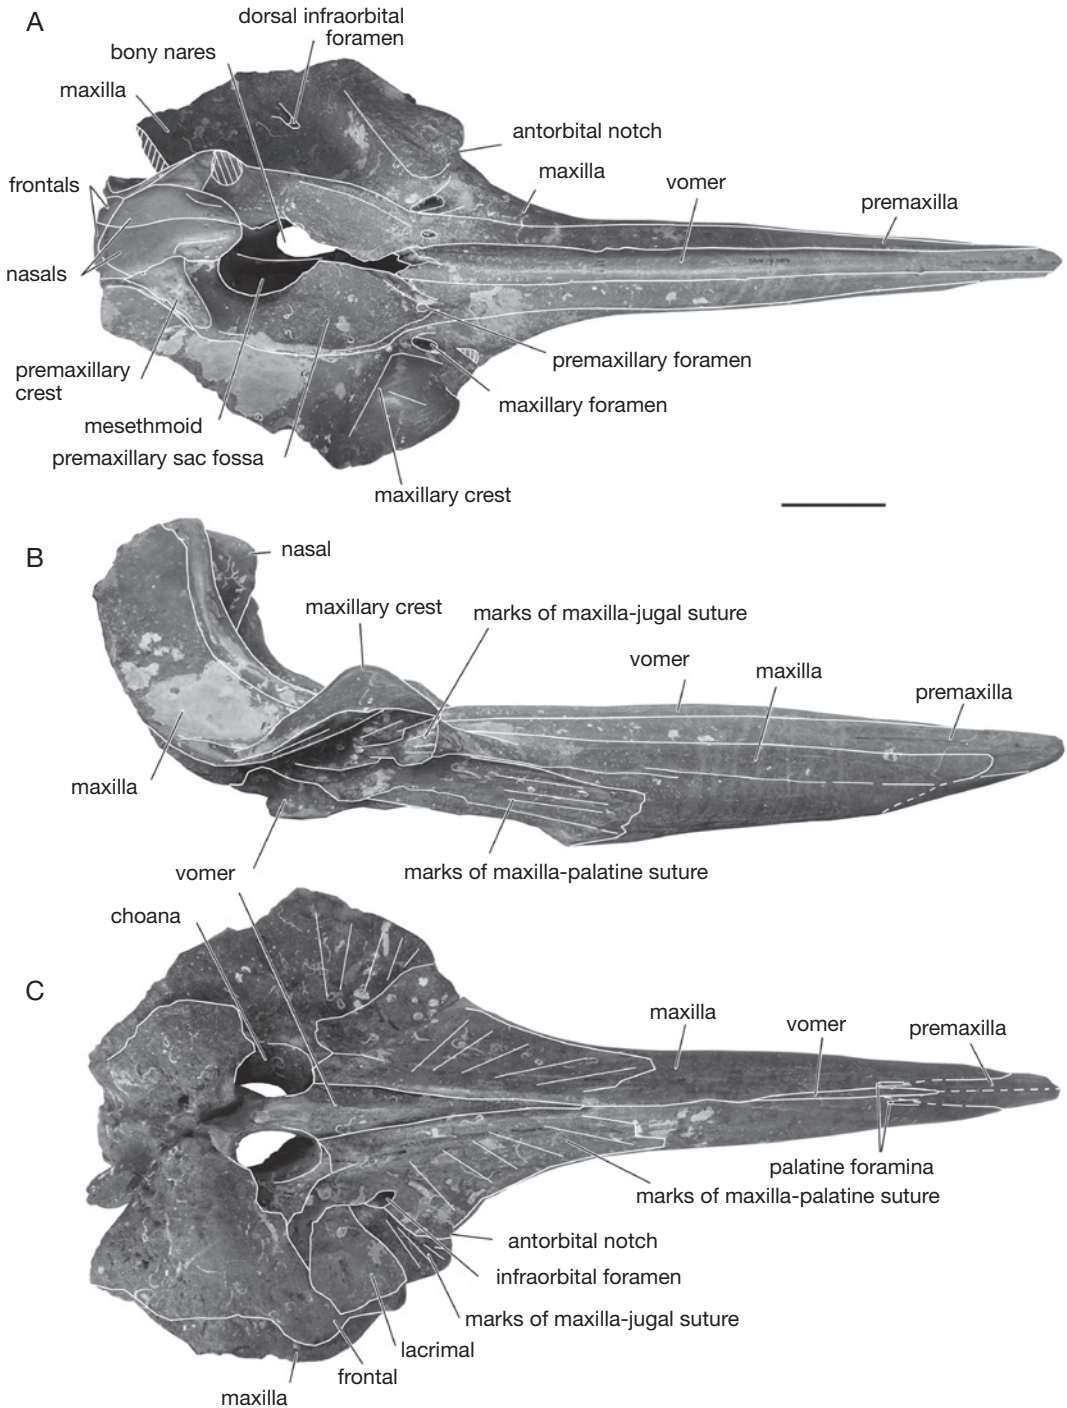 A
dorsal infraorbital
foramen
bony nares
maxilla
antorbital notch
maxilla
vomer
premaxilla
frontals
nasals
premaxillary
crest
mesethmoid
premaxillary sac fossa
premaxillary foramen
maxillary foramen
maxillary crest
B
nasal
maxillary crest
marks of maxilla-jugal suture
vomer
maxilla
premaxilla
maxilla
marks of maxilla-palatine suture
vomer
choana
C
maxilla
vomer
premaxilla
palatine foramina
marks of maxilla-palatine suture
antorbital notch
infraorbital foramen
marks of maxilla-jugal suture
lacrimal
frontal
maxilla